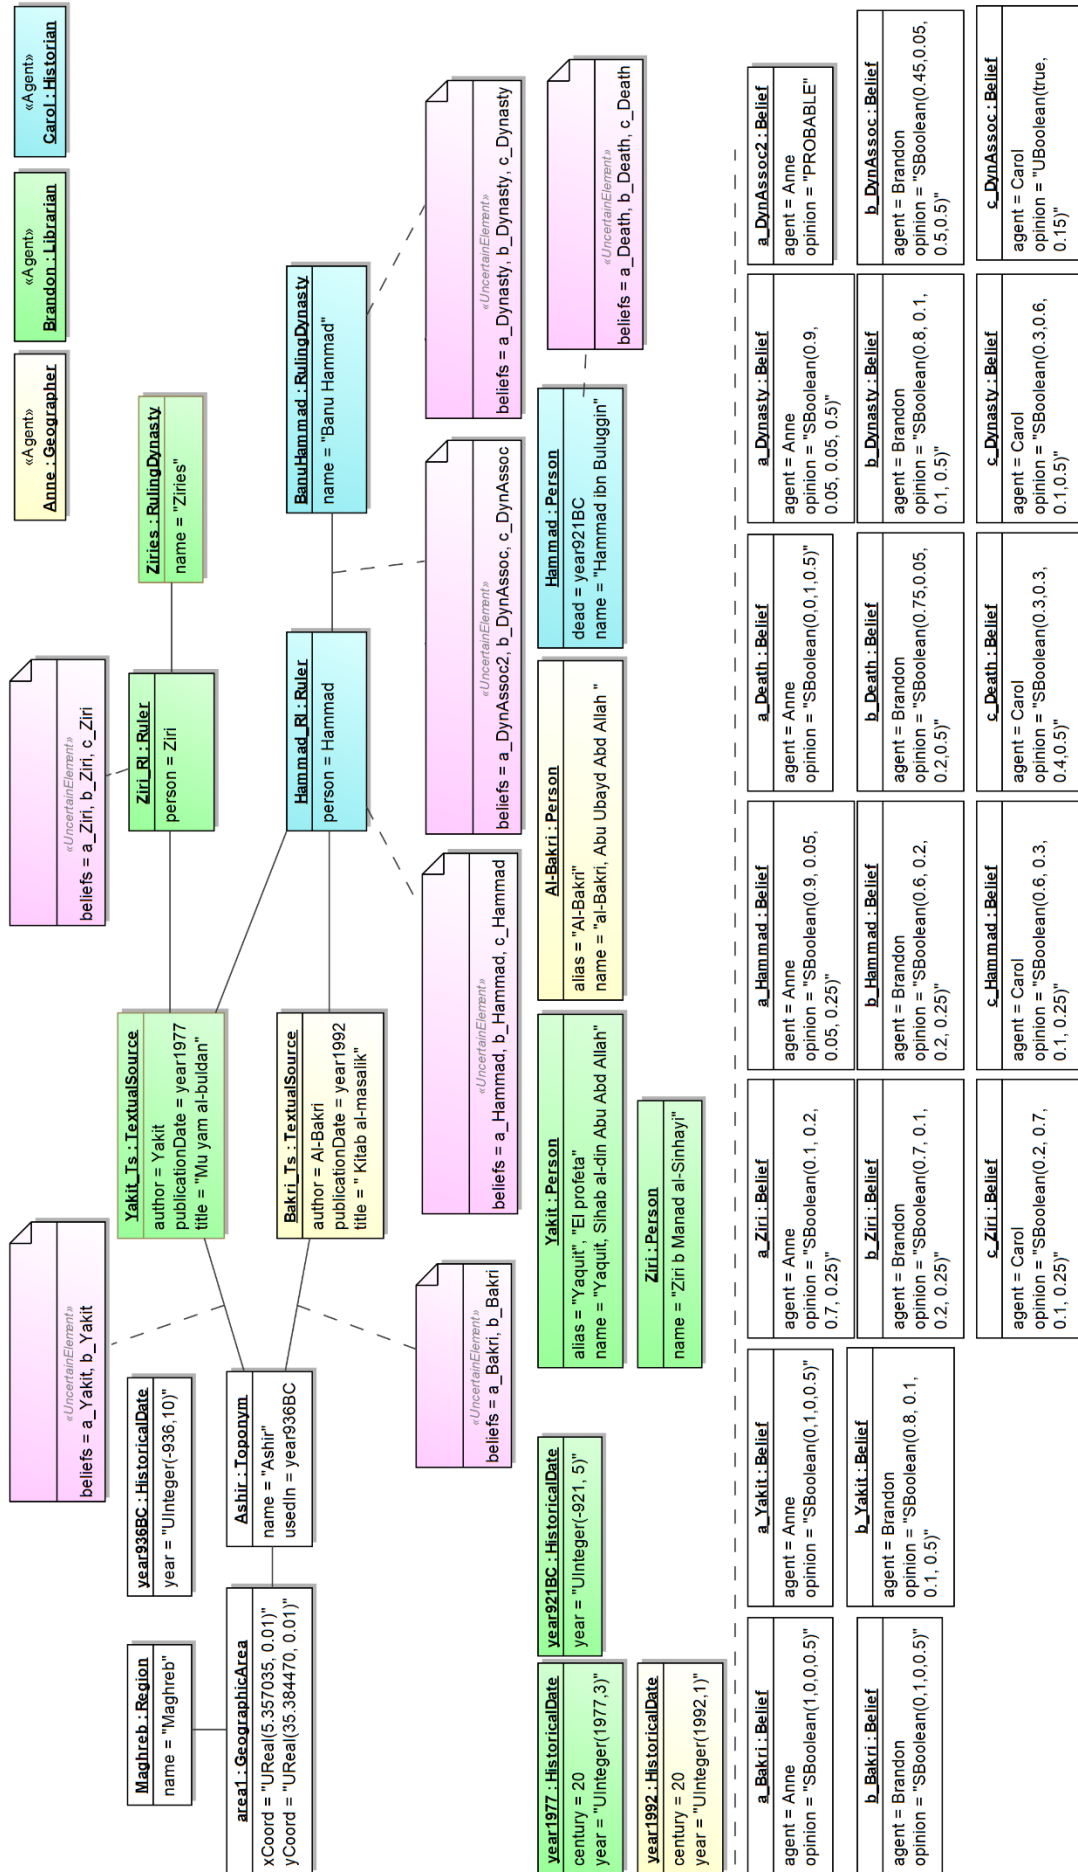 «Agent»
Anne : Geographer
«Agent»
Brandon : Librarian
«Agent»
Carol : Historian
«UncertainElement»
beliefs = a_Yakit, b_Yakit
«UncertainElement»
beliefs = a_Ziri, b_Ziri, c_Ziri
Maghreb : Region
name = "Maghreb"
year936BC : HistoricalDate
year = "UInteger(-936,10)"
Yakit_Ts : TextualSource
author = Yakit
publicationDate = year1977
title = "Mu yam al-buldan"
Ziri_Rl : Ruler
person = Ziri
Ziries : RulingDynasty
name = "Ziries"
area1 : GeographicArea
xCoord = "UReal(5.357035, 0.01)"
yCoord = "UReal(35.384470, 0.01)"
Ashir : Toponym
name = "Ashir"
usedIn = year936BC
Bakri_Ts : TextualSource
author = Al-Bakri
publicationDate = year1992
title = " Kitab al-masalik"
Hammad_Rl : Ruler
person = Hammad
BanuHammad : RulingDynasty
name = "Banu Hammad"
«UncertainElement»
beliefs = a_Bakri, b_Bakri
«UncertainElement»
beliefs = a_Hammad, b_Hammad, c_Hammad
«UncertainElement»
beliefs = a_DynAssoc2, b_DynAssoc, c_DynAssoc
«UncertainElement»
beliefs = a_Dynasty, b_Dynasty, c_Dynasty
year1977 : HistoricalDate
century = 20
year = "UInteger(1977,3)"
year921BC : HistoricalDate
year = "UInteger(-921, 5)"
Yakit : Person
alias = "Yaquit", "El profeta"
name = "Yaquit, Sihab al-din Abu Abd Allah"
Al-Bakri : Person
alias = "Al-Bakri"
name = "al-Bakri, Abu Ubayd Abd Allah "
Hammad : Person
dead = year921BC
name = "Hammad ibn Buluggin"
«UncertainElement»
beliefs = a_Death, b_Death, c_Death
year1992 : HistoricalDate
century = 20
year = "UInteger(1992,1)"
Ziri : Person
name = "Ziri b Manad al-Sinhayi"
a_Bakri : Belief
agent = Anne
opinion = "SBoolean(1,0,0,0.5)"
a_Yakit : Belief
agent = Anne
opinion = "SBoolean(0,1,0,0.5)"
a_Ziri : Belief
agent = Anne
opinion = "SBoolean(0.1, 0.2,
0.7, 0.25)"
a_Hammad : Belief
agent = Anne
opinion = "SBoolean(0.9, 0.05,
0.05, 0.25)"
a_Death : Belief
agent = Anne
opinion = "SBoolean(0,0,1,0.5)"
a_Dynasty : Belief
agent = Anne
opinion = "SBoolean(0.9,
0.05, 0.05, 0.5)"
a_DynAssoc2 : Belief
agent = Anne
opinion = "PROBABLE"
b_Bakri : Belief
agent = Brandon
opinion = "SBoolean(0,1,0,0.5)"
b_Yakit : Belief
agent = Brandon
opinion = "SBoolean(0.8, 0.1,
0.1, 0.5)"
b_Ziri : Belief
agent = Brandon
opinion = "SBoolean(0.7, 0.1,
0.2, 0.25)"
b_Hammad : Belief
agent = Brandon
opinion = "SBoolean(0.6, 0.2,
0.2, 0.25)"
b_Death : Belief
agent = Brandon
opinion = "SBoolean(0.75,0.05,
0.2,0.5)"
b_Dynasty : Belief
agent = Brandon
opinion = "SBoolean(0.8, 0.1,
0.1, 0.5)"
b_DynAssoc : Belief
agent = Brandon
opinion = "SBoolean(0.45,0.05,
0.5,0.5)"
c_Ziri : Belief
agent = Carol
opinion = "SBoolean(0.2, 0.7,
0.1, 0.25)"
c_Hammad : Belief
agent = Carol
opinion = "SBoolean(0.6, 0.3,
0.1, 0.25)"
c_Death : Belief
agent = Carol
opinion = "SBoolean(0.3,0.3,
0.4,0.5)"
c_Dynasty : Belief
agent = Carol
opinion = "SBoolean(0.3,0.6,
0.1,0.5)"
c_DynAssoc : Belief
agent = Carol
opinion = "UBoolean(true,
0.15)"